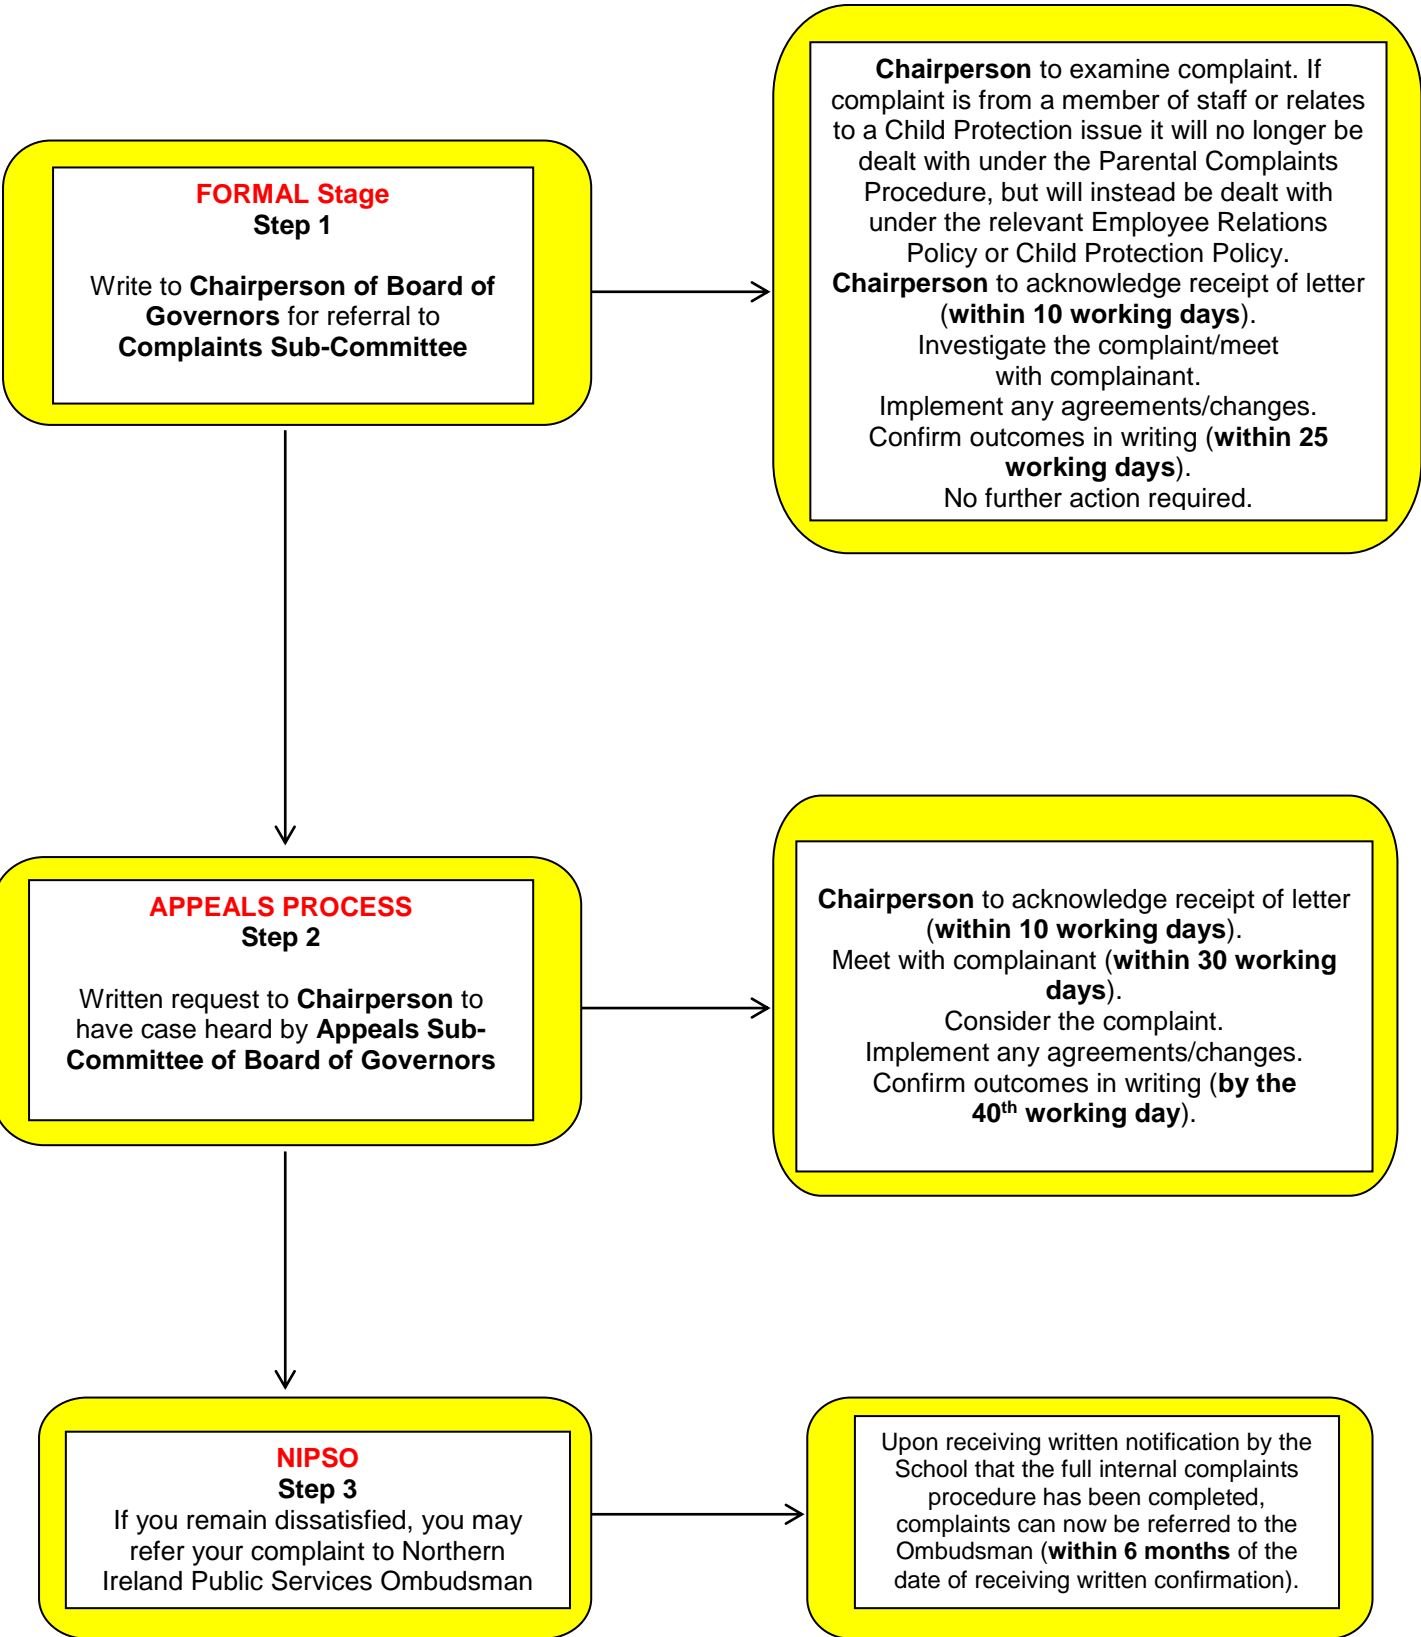 FORMAL Stage
Step 1
Write to Chairperson of Board of
Governors for referral to
Complaints Sub-Committee
Chairperson to examine complaint. If
complaint is from a member of staff or relates
to a Child Protection issue it will no longer be
dealt with under the Parental Complaints
Procedure, but will instead be dealt with
under the relevant Employee Relations
Policy or Child Protection Policy.
Chairperson to acknowledge receipt of letter
(within 10 working days).
Investigate the complaint/meet
with complainant.
Implement any agreements/changes.
Confirm outcomes in writing (within 25
working days).
No further action required.
APPEALS PROCESS
Step 2
Written request to Chairperson to
have case heard by Appeals Sub-
Committee of Board of Governors
Chairperson to acknowledge receipt of letter
(within 10 working days).
Meet with complainant (within 30 working
days).
Consider the complaint.
Implement any agreements/changes.
Confirm outcomes in writing (by the
40th working day).
NIPSO
Step 3
If you remain dissatisfied, you may
refer your complaint to Northern
Ireland Public Services Ombudsman
Upon receiving written notification by the
School that the full internal complaints
procedure has been completed,
complaints can now be referred to the
Ombudsman (within 6 months of the
date of receiving written confirmation).